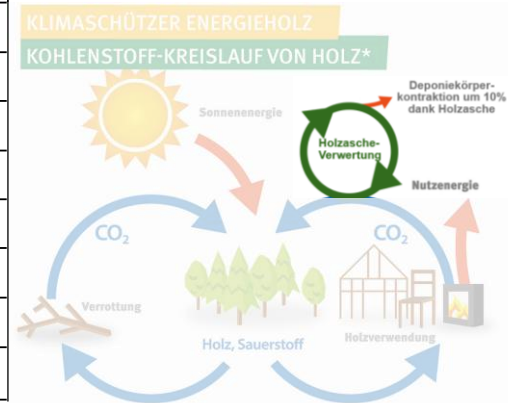 KLIMASCHÜTZER ENERGIEHOLZ
KOHLENSTOFF-KREISLAUF VON HOLZ*
Sonnenenergie
Deponiekörper-
kontraktion um 10%
dank Holzasche
Holzasche-
Verwertung
Nutzenergie
CO₂
CO₂
Verrottung
Holz, Sauerstoff
Holzverwendung